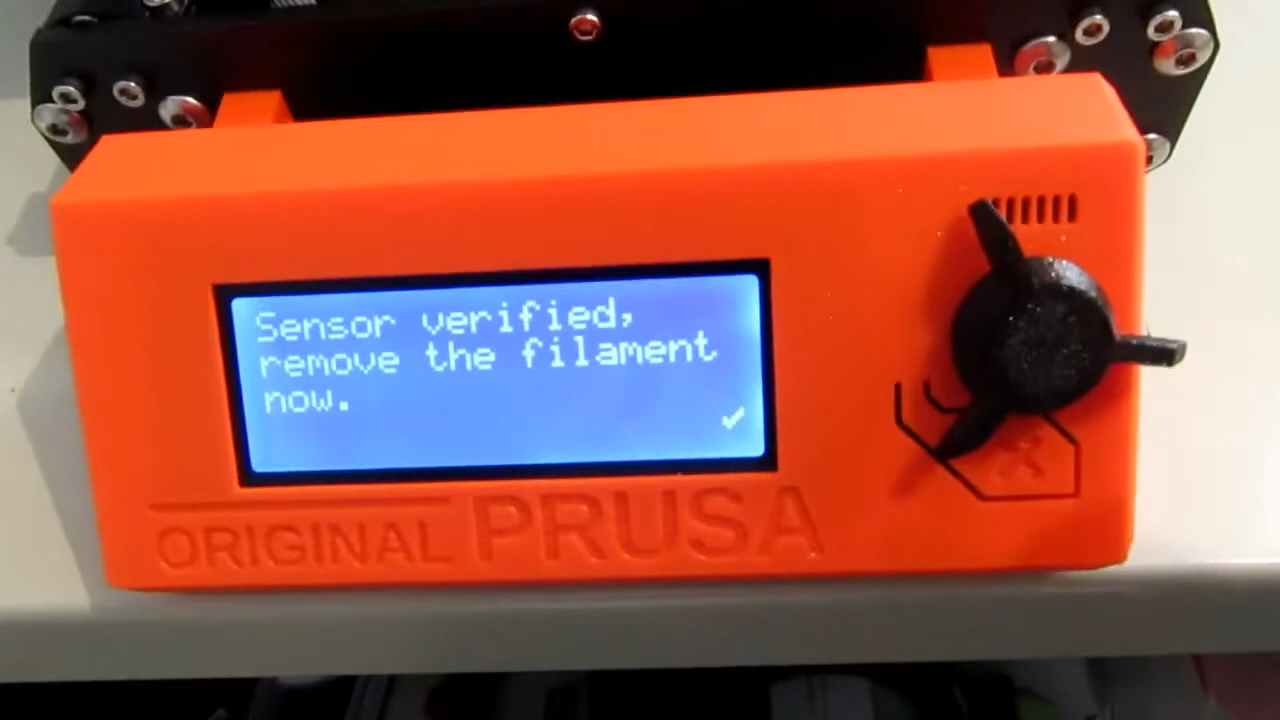 Sensor verified,
remove the filament
now.
ORIGINAL PRUSA